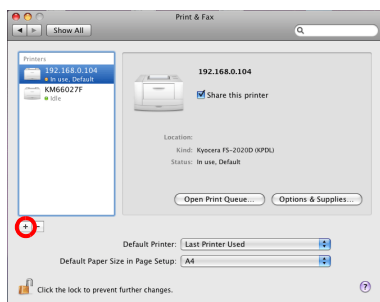 Print & Fax
Show All
Printers
192.168.0.104
In use, Default
KM66027F
Idle
192.168.0.104
Share this printer
Location:
Kind: Kyocera FS-2020D (KPDL)
Status: In use, Default
Open Print Queue...
Options & Supplies...
+ −
Default Printer: Last Printer Used
Default Paper Size in Page Setup: A4
Click the lock to prevent further changes.
?